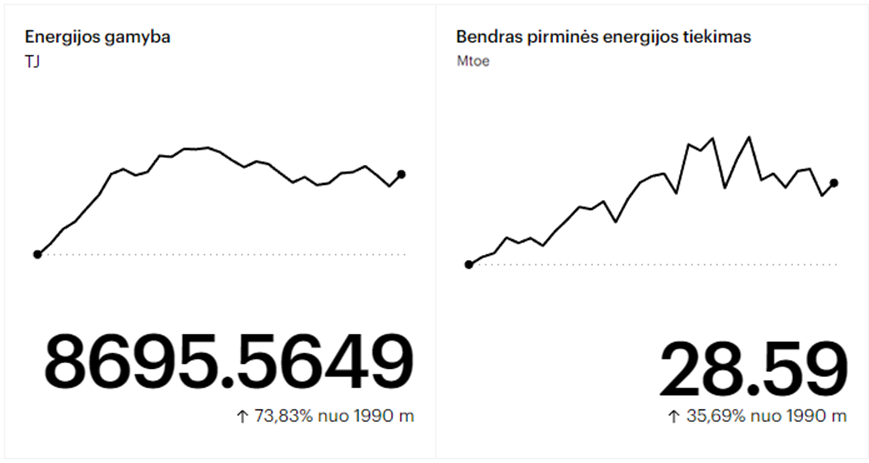 Energijos gamyba
TJ
8695.5649
↑ 73,83% nuo 1990 m
Bendras pirminės energijos tiekimas
Mtoe
28.59
↑ 35,69% nuo 1990 m